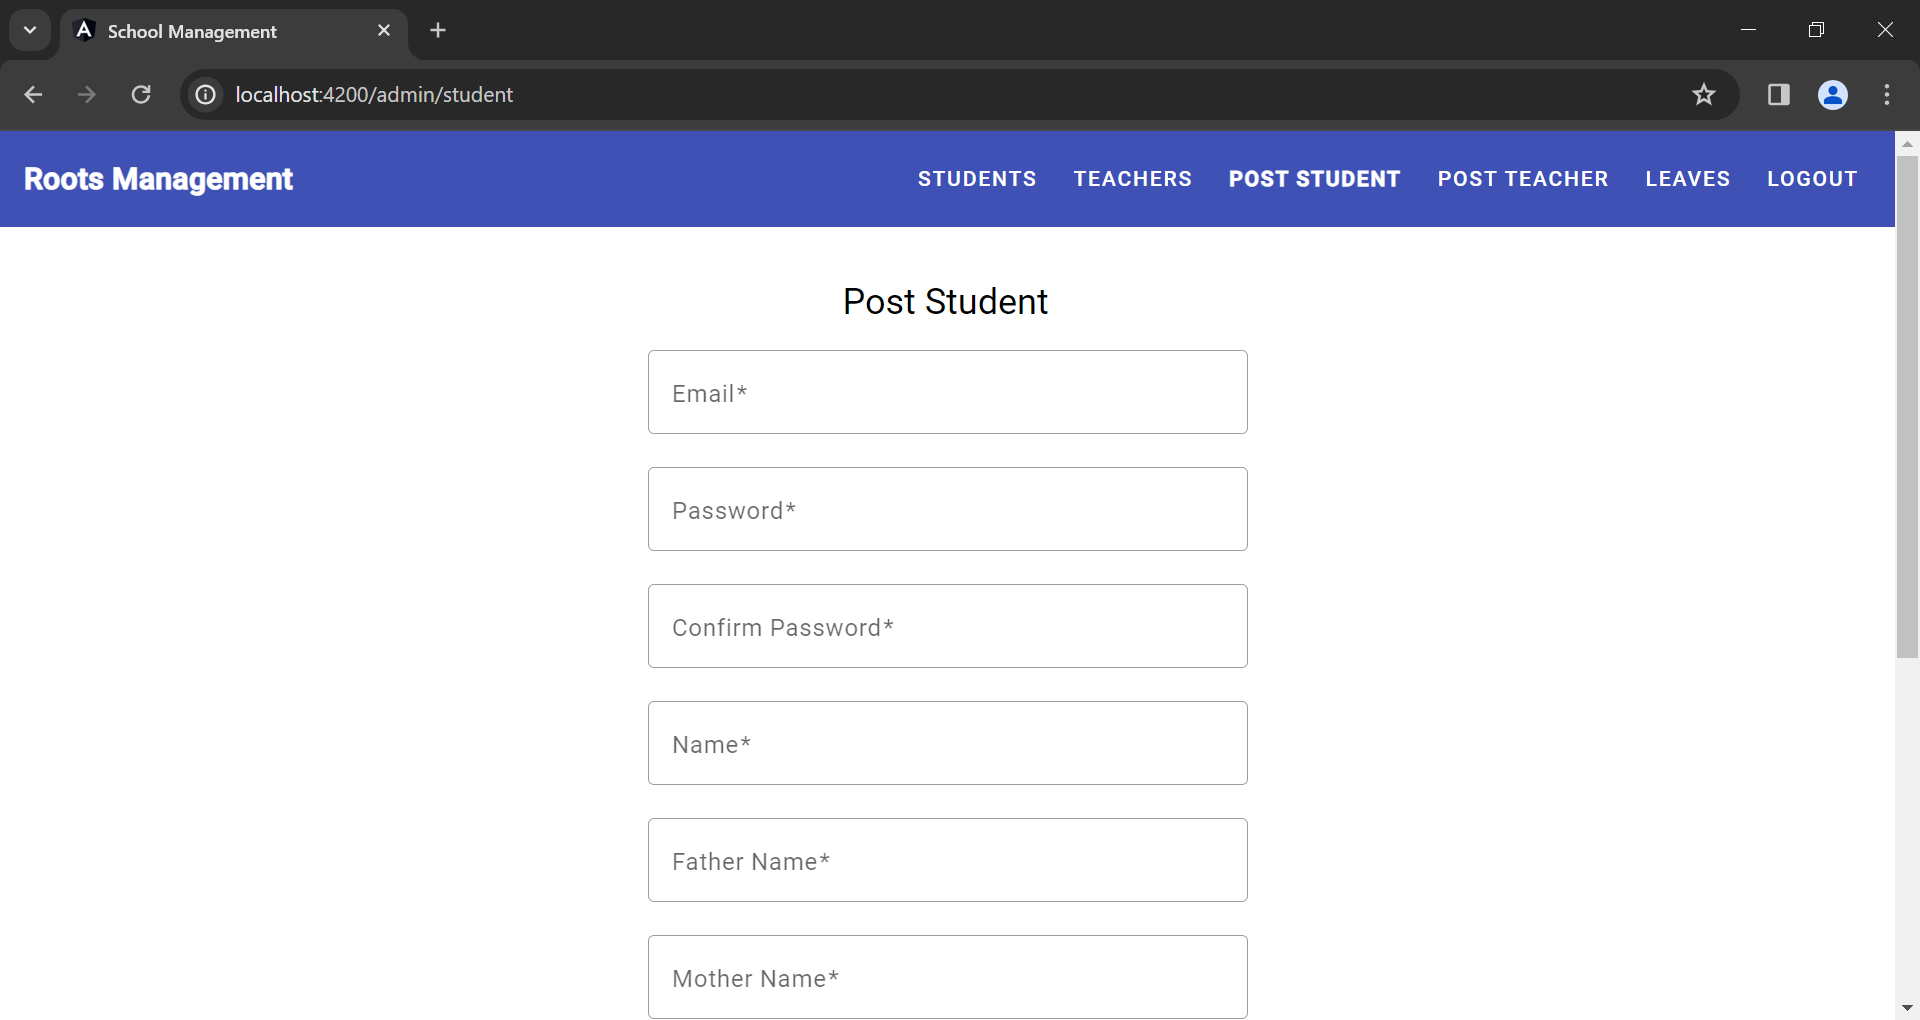 School Management
localhost:4200/admin/student
Roots Management
STUDENTS TEACHERS POST STUDENT POST TEACHER LEAVES LOGOUT
Post Student
Email*
Password*
Confirm Password*
Name*
Father Name*
Mother Name*